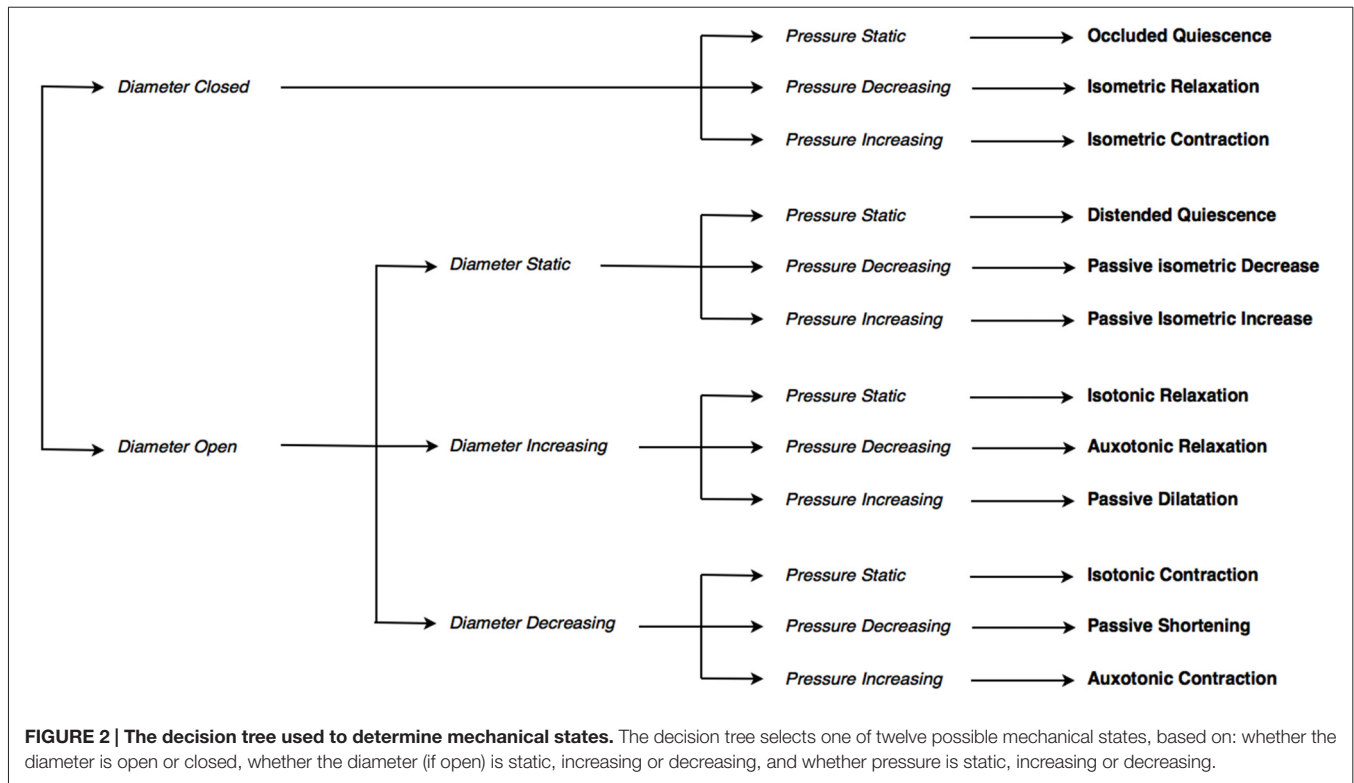 Pressure Static Occluded Quiescence
Diameter Closed Pressure Decreasing Isometric Relaxation
Pressure Increasing Isometric Contraction
Pressure Static Distended Quiescence
Diameter Static Pressure Decreasing Passive isometric Decrease
Pressure Increasing Passive Isometric Increase
Pressure Static Isotonic Relaxation
Diameter Open Diameter Increasing Pressure Decreasing Auxotonic Relaxation
Pressure Increasing Passive Dilatation
Pressure Static Isotonic Contraction
Diameter Decreasing Pressure Decreasing Passive Shortening
Pressure Increasing Auxotonic Contraction
FIGURE 2 | The decision tree used to determine mechanical states. The decision tree selects one of twelve possible mechanical states, based on: whether the
diameter is open or closed, whether the diameter (if open) is static, increasing or decreasing, and whether pressure is static, increasing or decreasing.